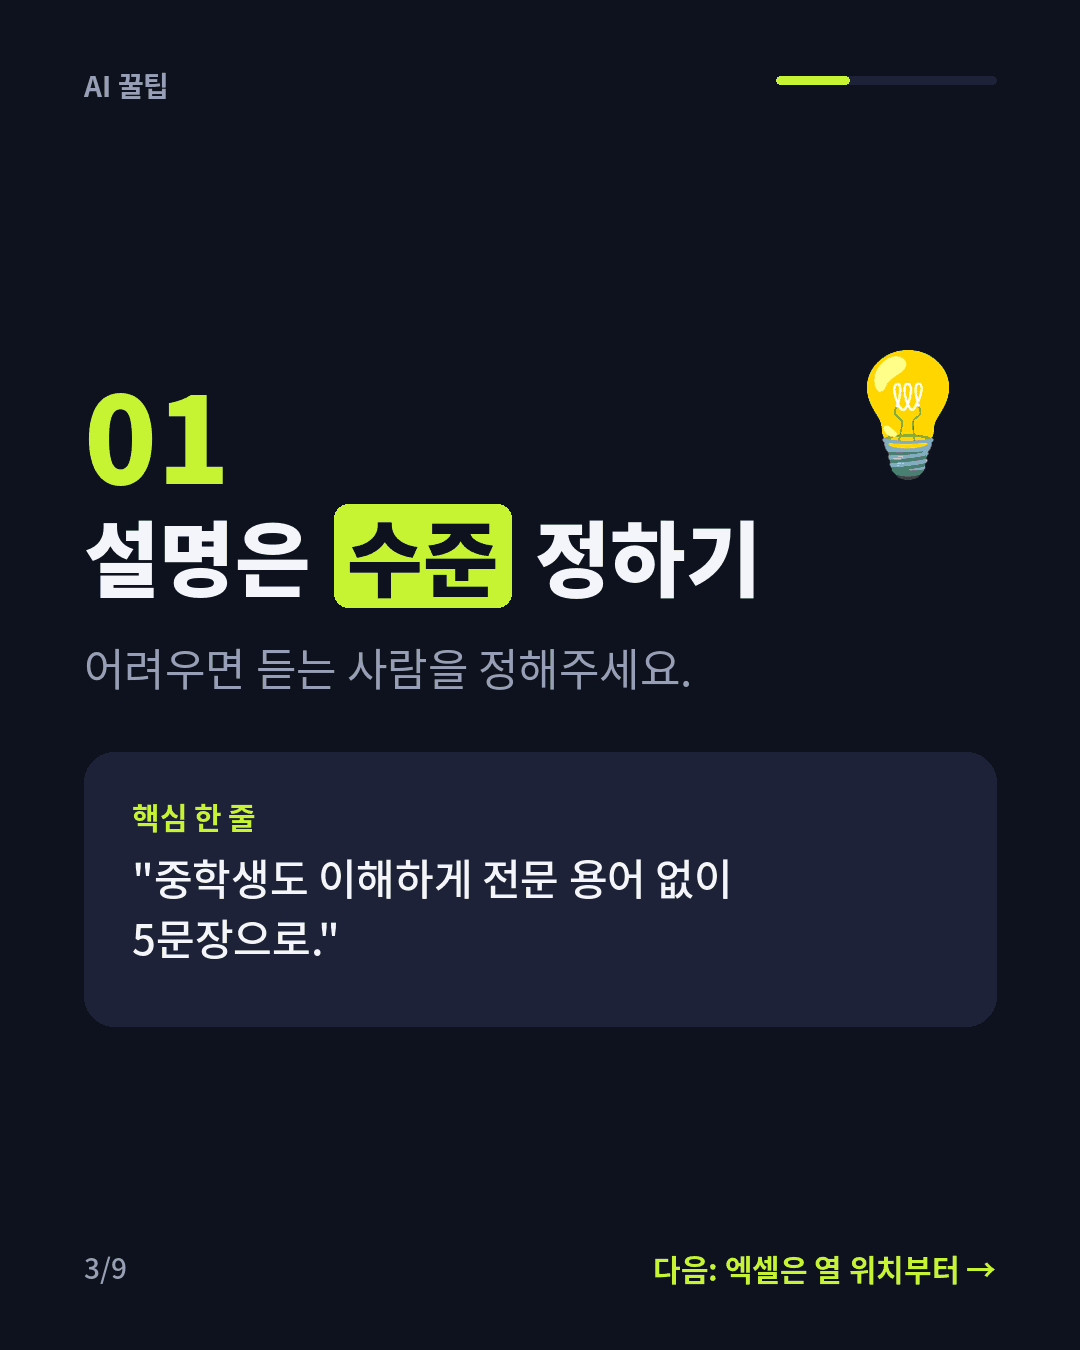 AI 꿀팁
01
설명은 수준 정하기
어려우면 듣는 사람을 정해주세요.
핵심 한 줄
"중학생도 이해하게 전문 용어 없이
5문장으로."
3/9
다음: 엑셀은 열 위치부터 →